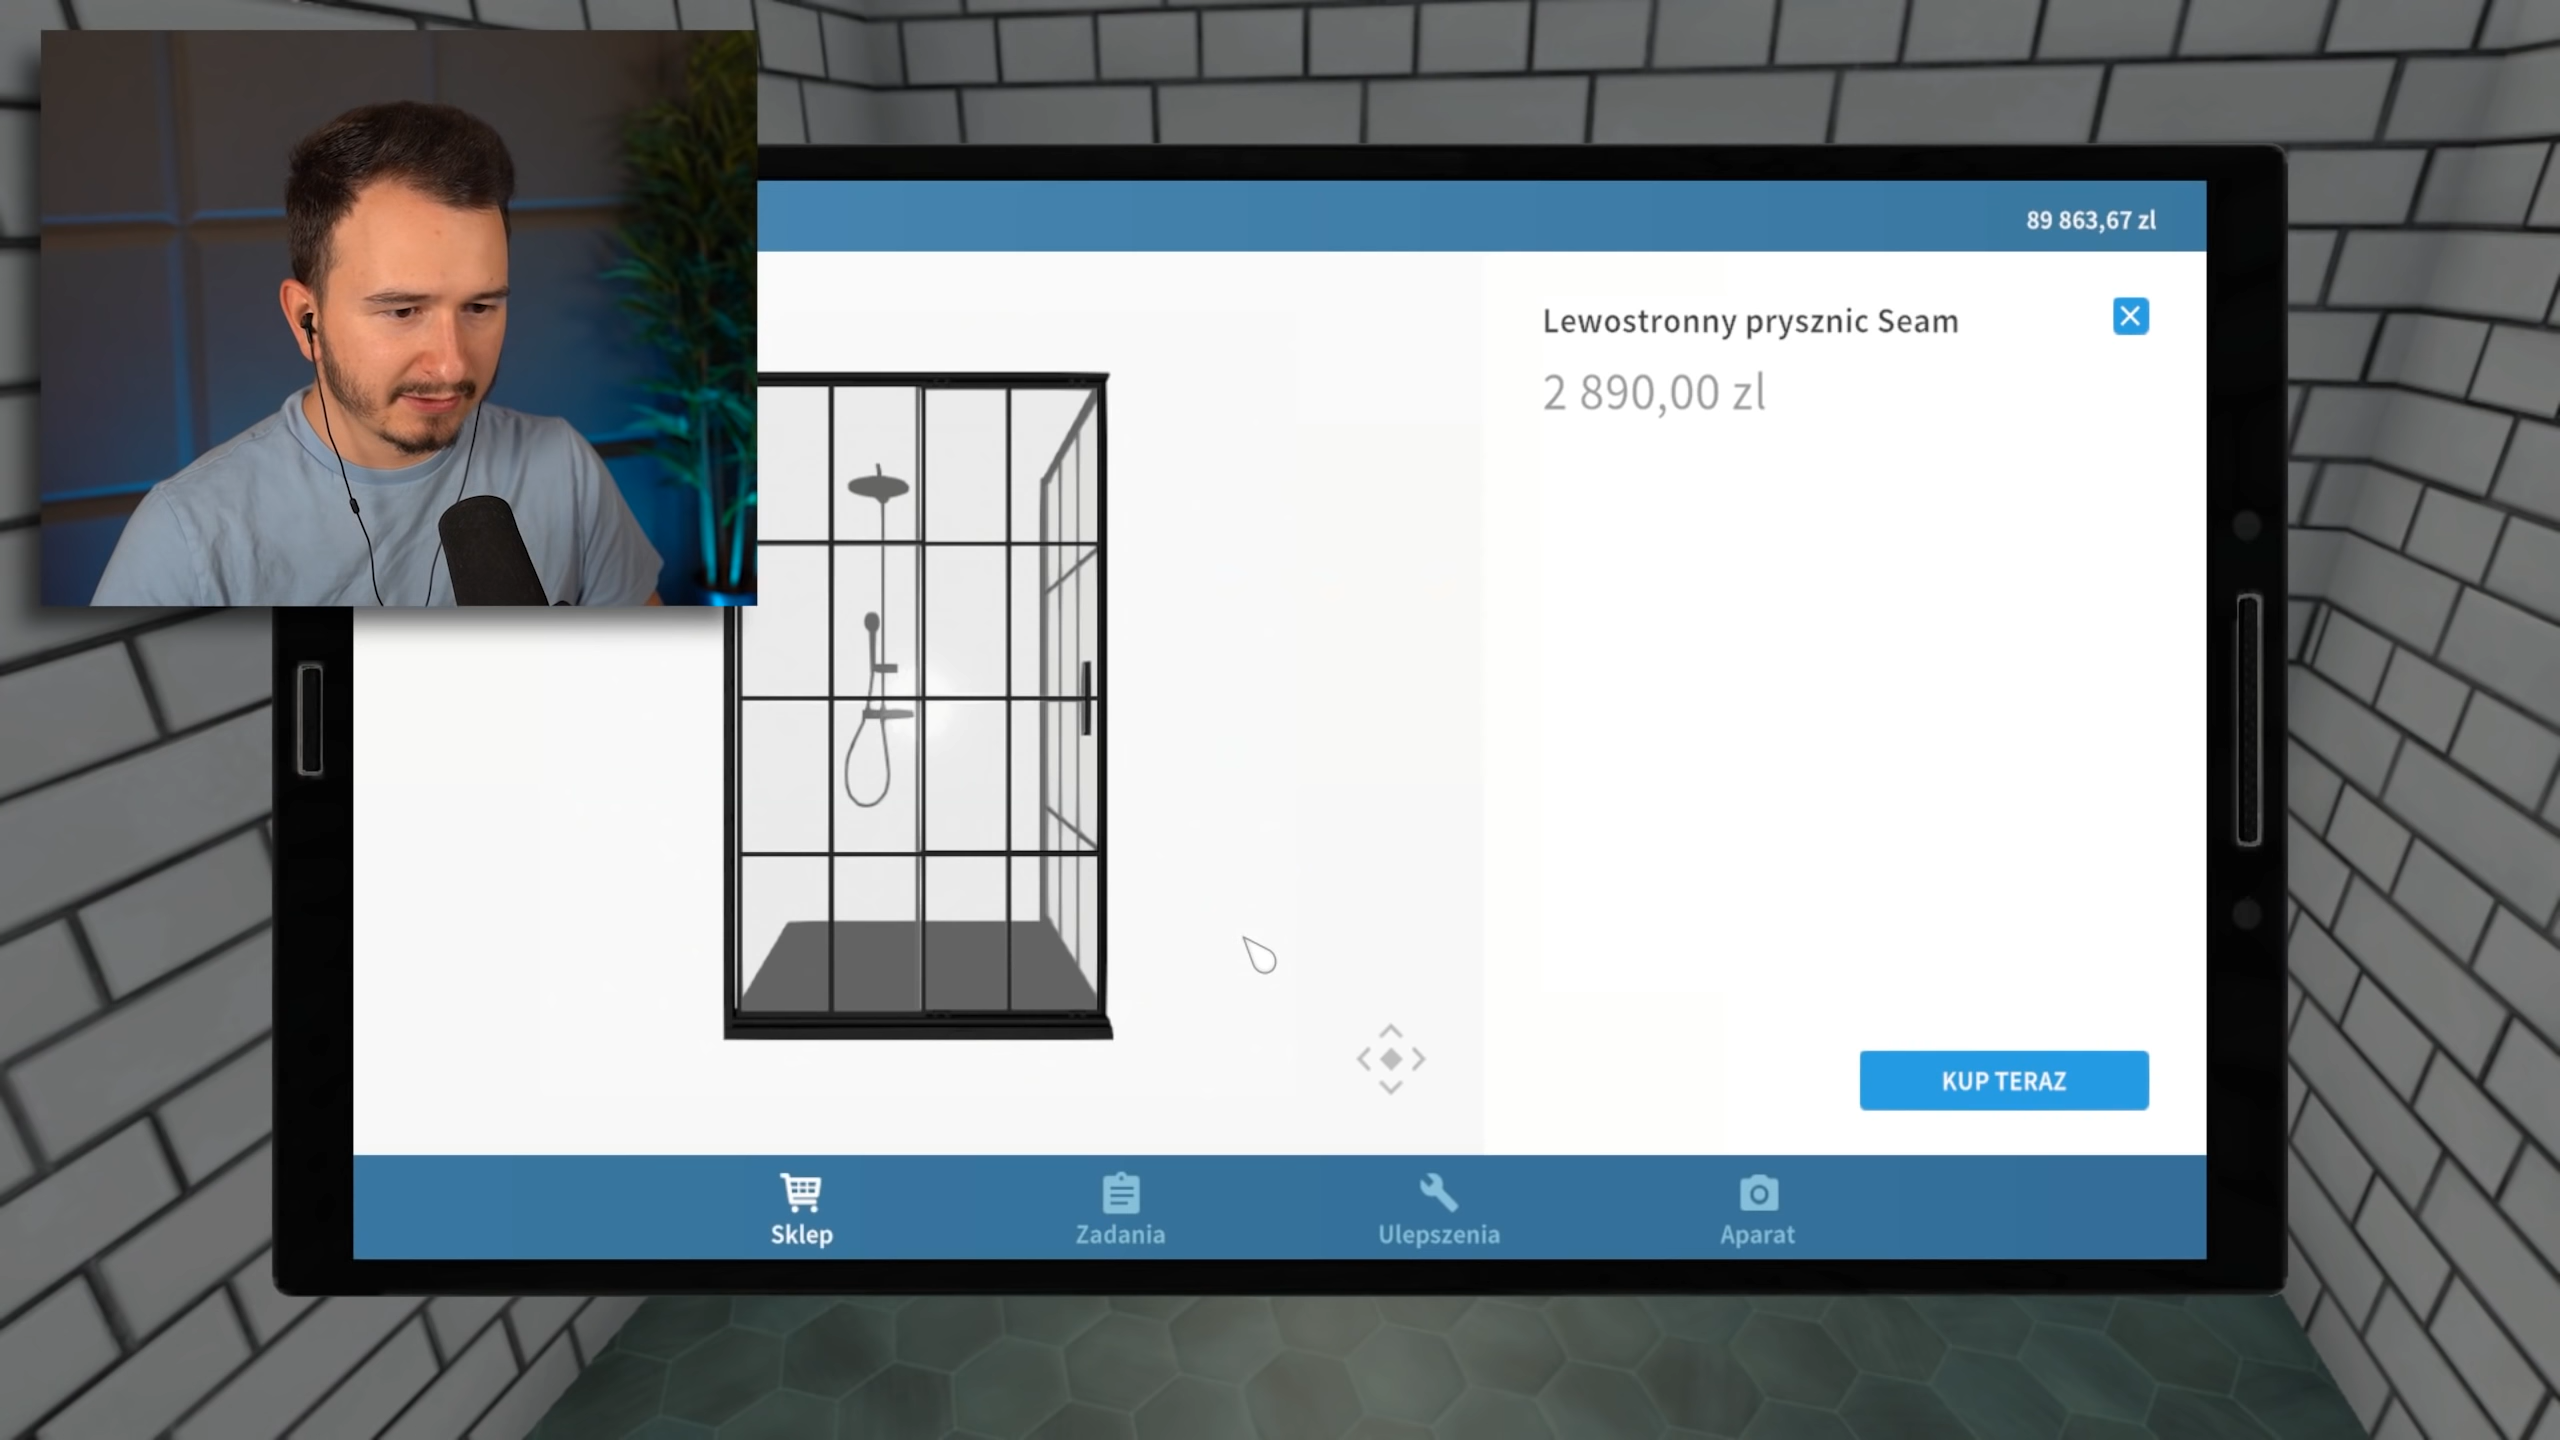 89 863,67 zl
Lewostronny prysznic Seam
2 890,00 zl
KUP TERAZ
Sklep
Zadania
Ulepszenia
Aparat